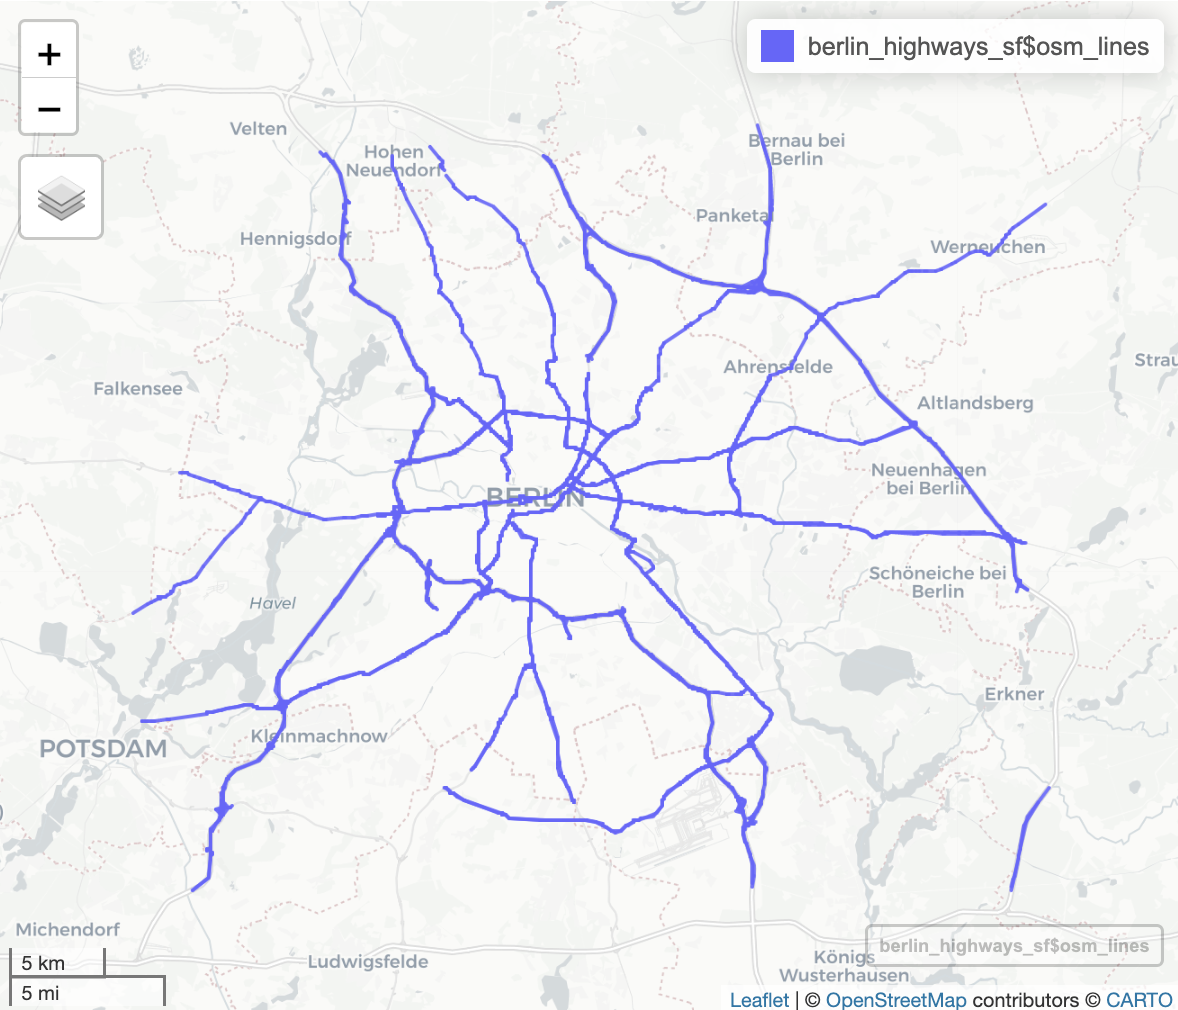 +
−
berlin_highways_sf$osm_lines
Velten
Hohen
Neuendorf
Bernau bei
Berlin
Panketal
Hennigsdorf
Werneuchen
Ahrensfelde
Falkensee
Altlandsberg
Neuenhagen
bei Berlin
BERLIN
Schöneiche bei
Berlin
Havel
Erkner
POTSDAM
Kleinmachnow
Michendorf
Ludwigsfelde
Königs
Wusterhausen
berlin_highways_sf$osm_lines
5 km
5 mi
Leaflet | © OpenStreetMap contributors © CARTO